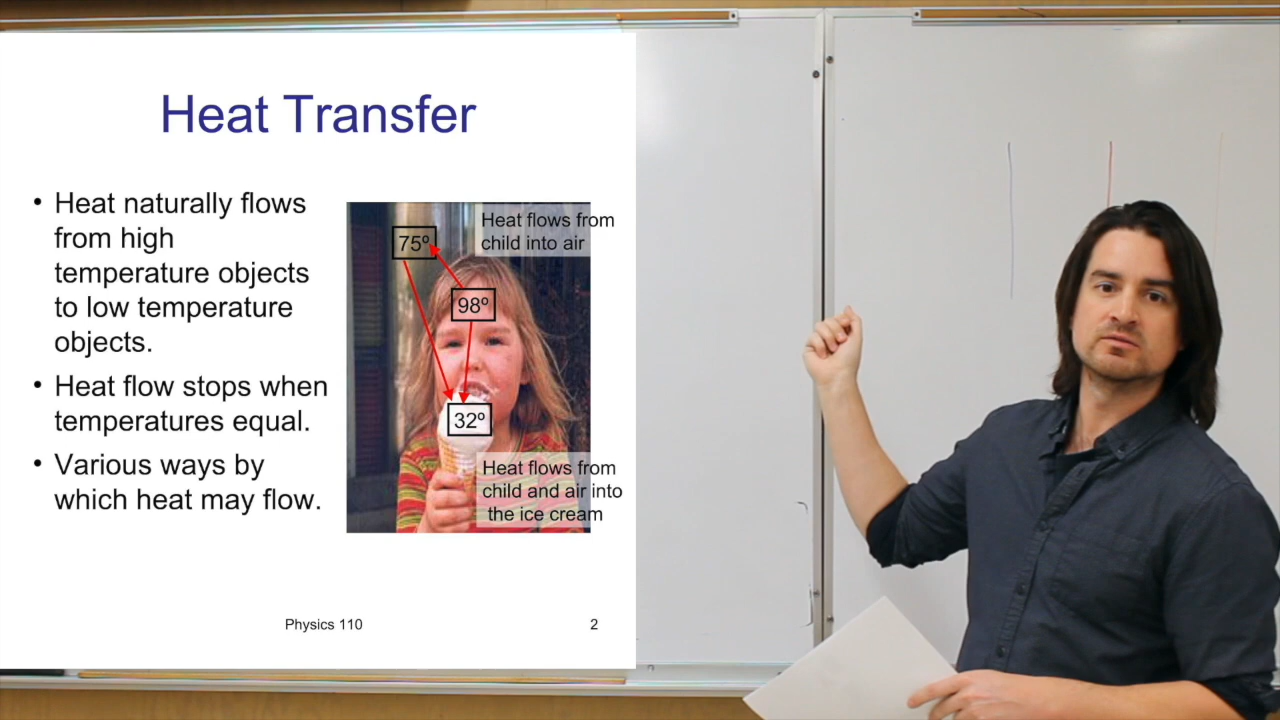 Heat Transfer
• Heat naturally flows
from high
temperature objects
to low temperature
objects.
• Heat flow stops when
temperatures equal.
• Various ways by
which heat may flow.
Heat flows from
child into air
75º
98º
32º
Heat flows from
child and air into
the ice cream
Physics 110
2